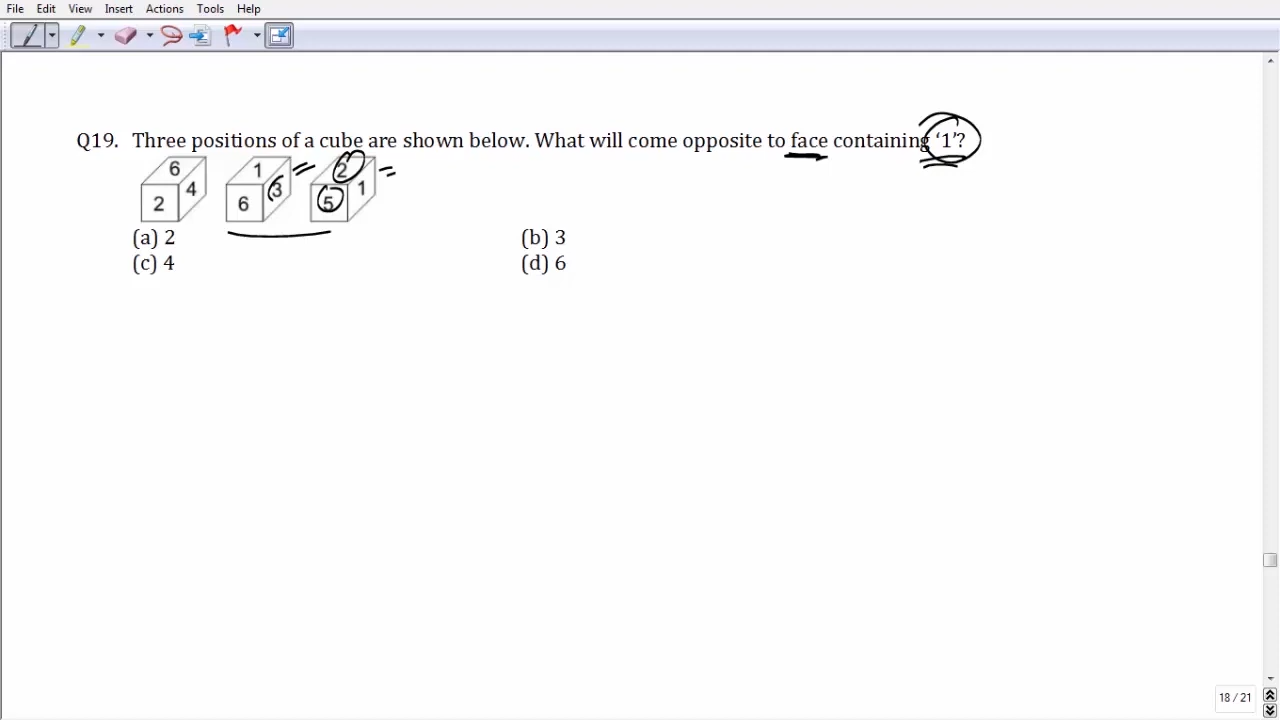 File Edit View Insert Actions Tools Help
Q19. Three positions of a cube are shown below. What will come opposite to face containing ‘1’?
6 4 2 1 3 6 2 1 5
(a) 2 (b) 3
(c) 4 (d) 6
18 / 21